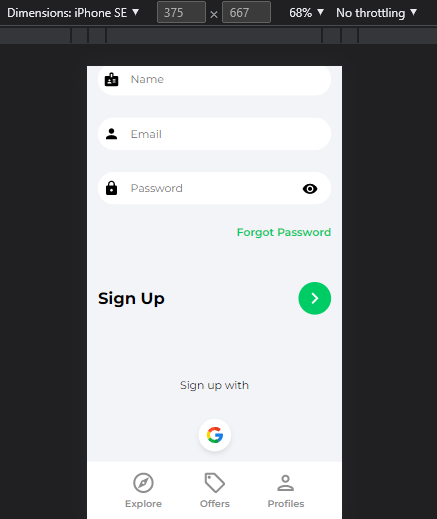 Dimensions: iPhone SE ▼ 375 × 667 68% ▼ No throttling ▼
Name
Email
Password
Forgot Password
Sign Up
Sign up with
G
Explore Offers Profiles